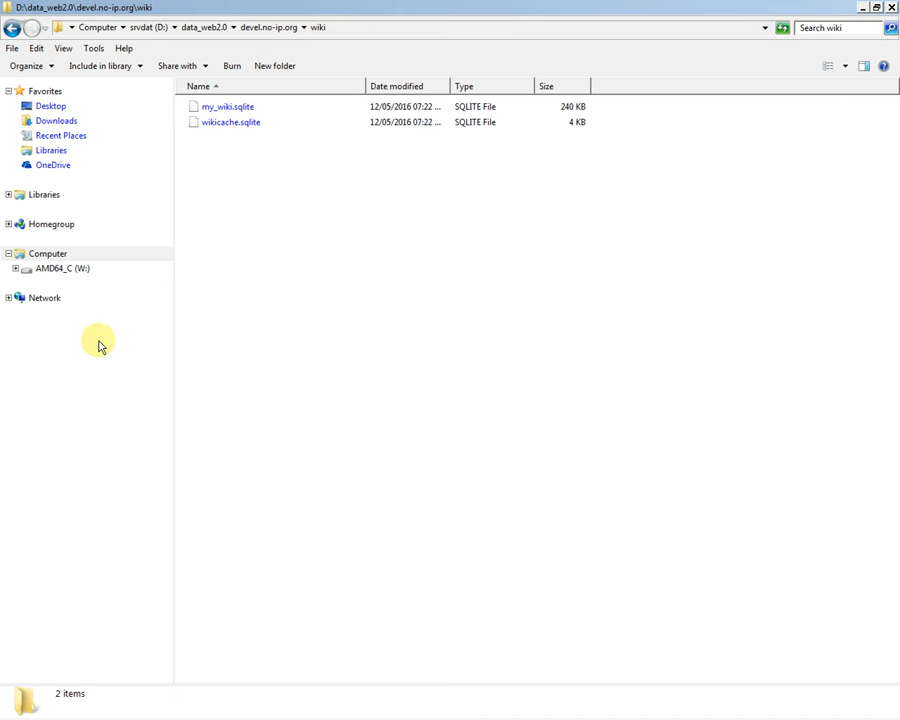 D:\data_web2.0\devel.no-ip.org\wiki
Computer srvdat (D:) data_web2.0 devel.no-ip.org wiki
Search wiki
File Edit View Tools Help
Organize Include in library Share with Burn New folder
Favorites
Desktop
Downloads
Recent Places
Libraries
OneDrive
Libraries
Homegroup
Computer
AMD64_C (W:)
Network
Name Date modified Type Size
my_wiki.sqlite 12/05/2016 07:22 ... SQLITE File 240 KB
wikicache.sqlite 12/05/2016 07:22 ... SQLITE File 4 KB
2 items